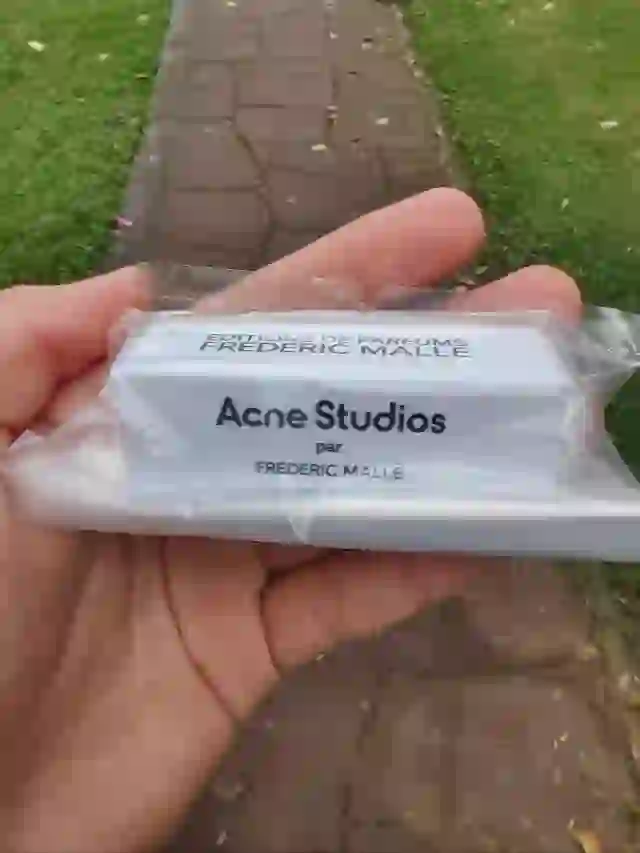 EDITIONS DE PARFUMS
FREDERIC MALLE
Acne Studios
par
FREDERIC MALLE